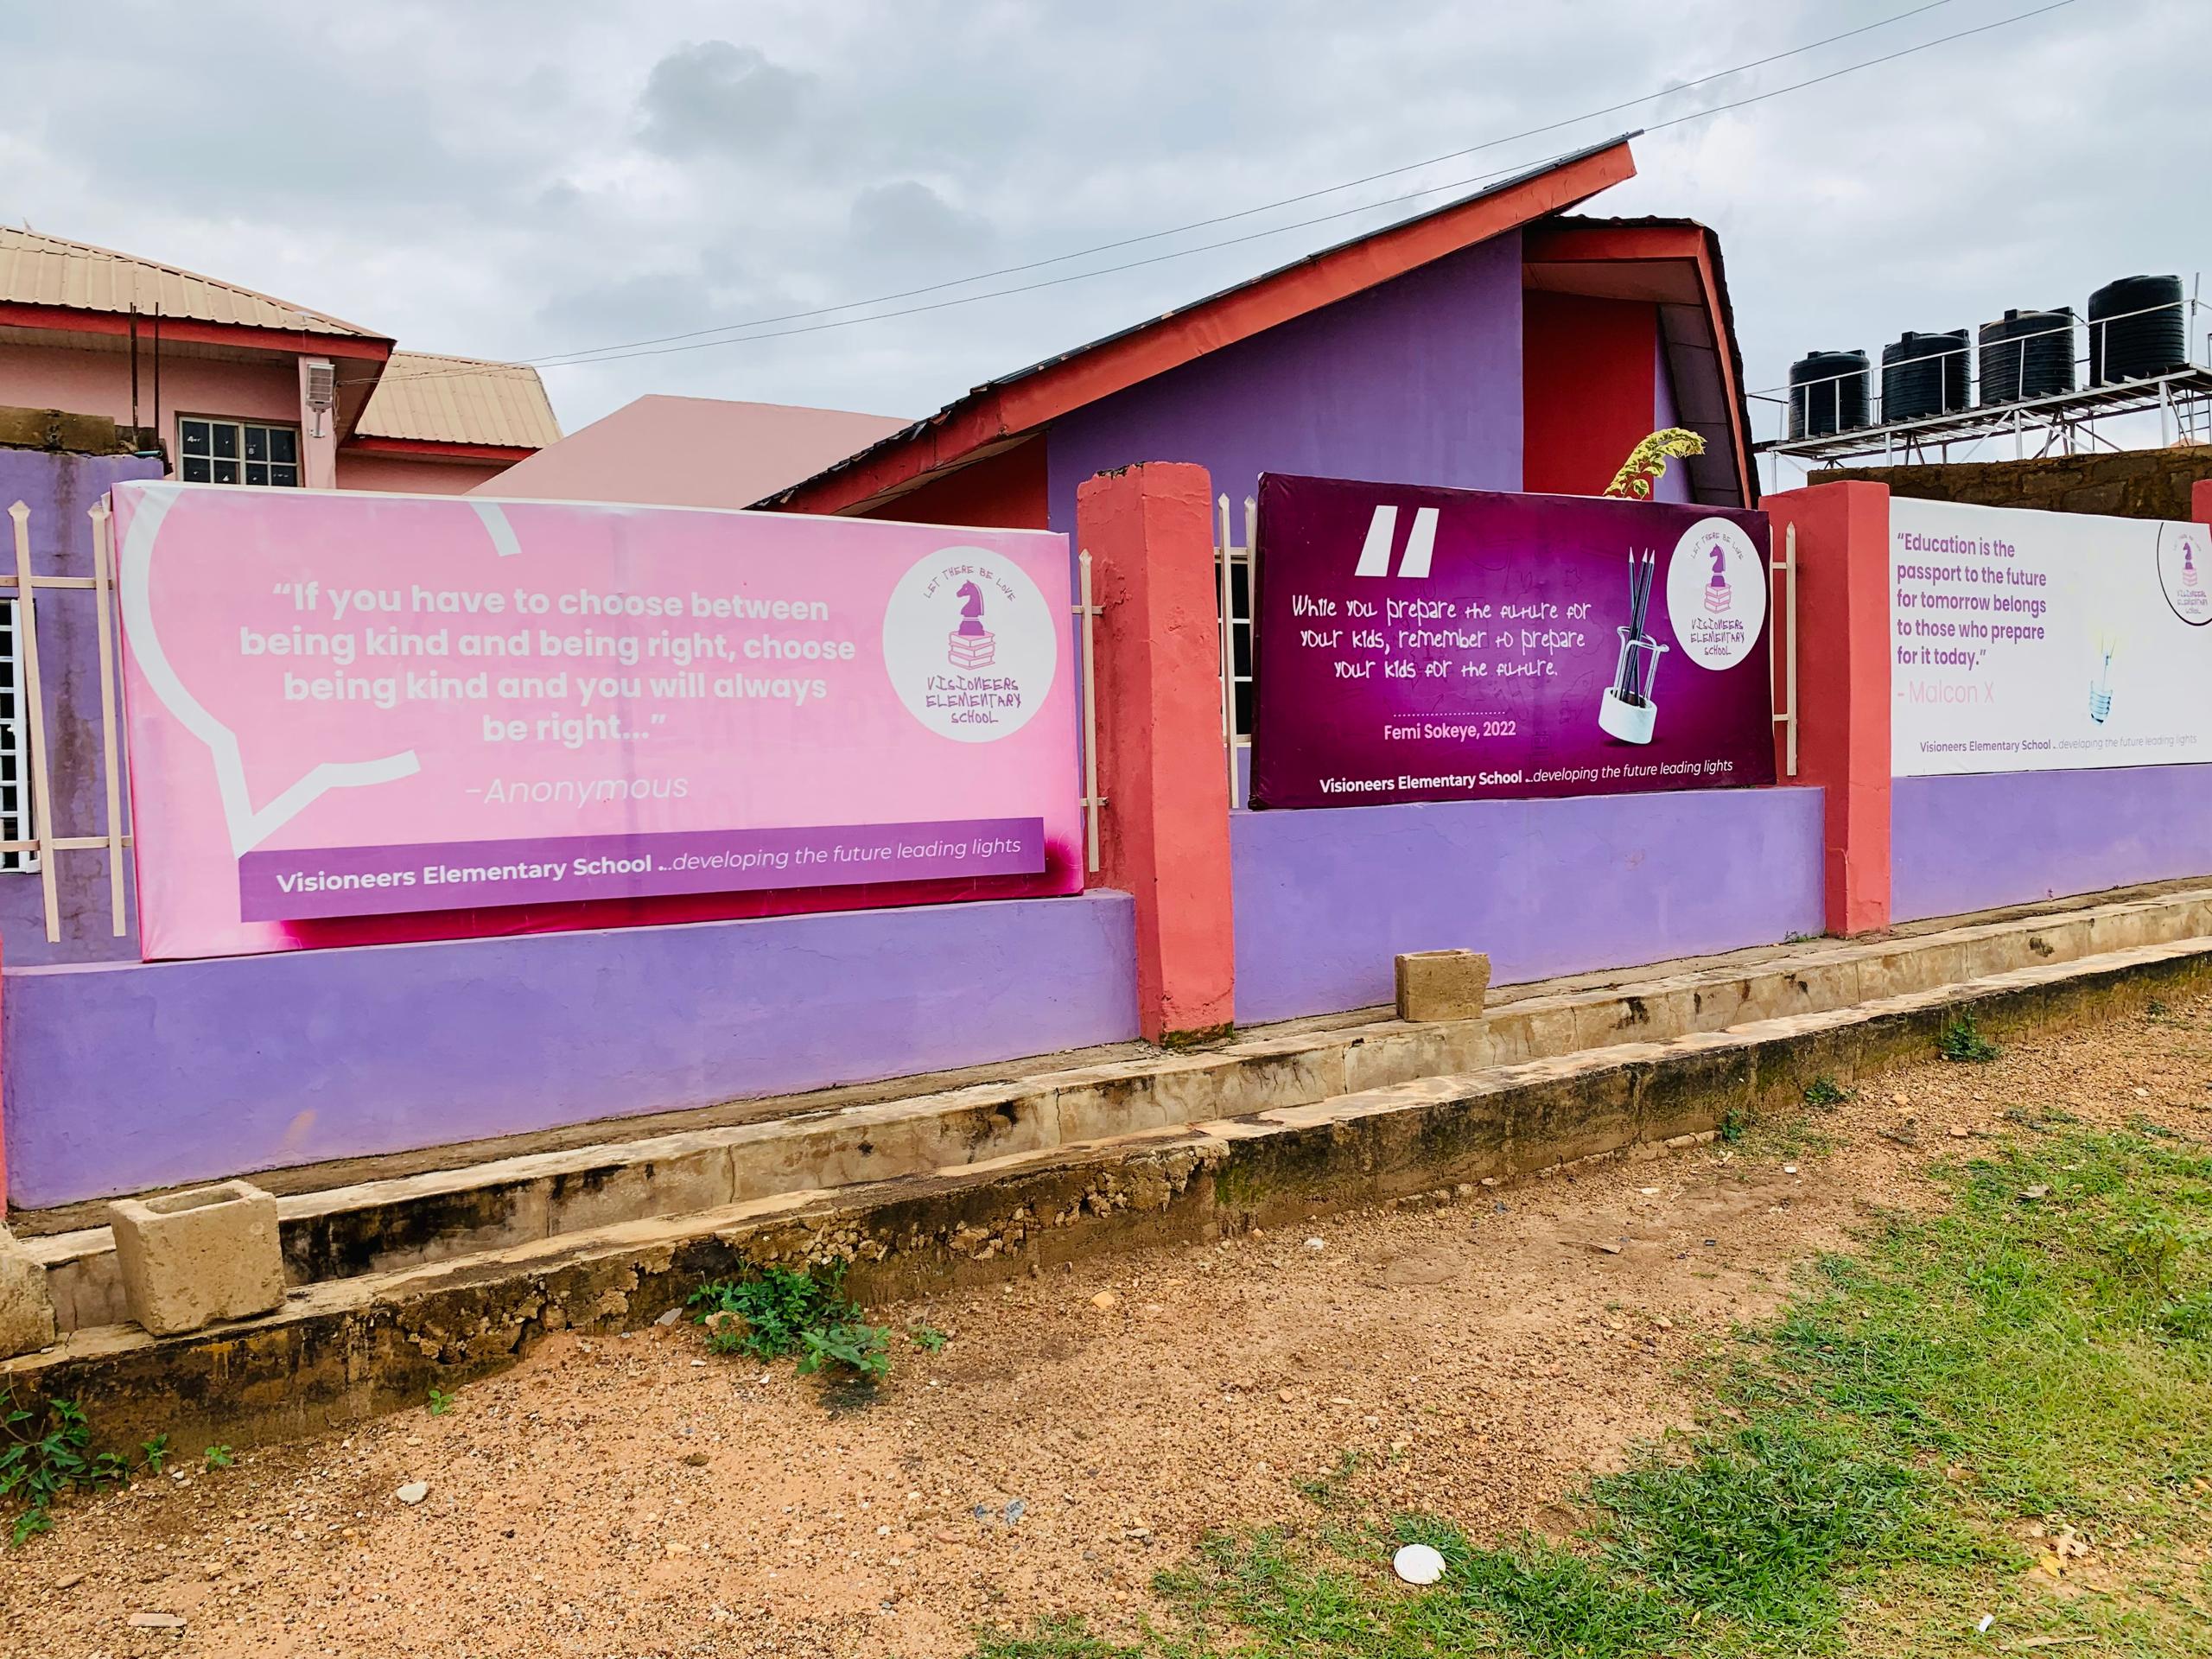 “If you have to choose between
being kind and being right, choose
being kind and you will always
be right...”
-Anonymous
LET THERE BE LOVE
VISIONEERS
ELEMENTARY
SCHOOL
Visioneers Elementary School ...developing the future leading lights
While you prepare the future for
your kids, remember to prepare
your kids for the future.
Femi Sokeye, 2022
LET THERE BE LOVE
VISIONEERS
ELEMENTARY
SCHOOL
Visioneers Elementary School ...developing the future leading lights
“Education is the
passport to the future
for tomorrow belongs
to those who prepare
for it today.”
- Malcon X
VISIONEERS
ELEMENTARY
SCHOOL
Visioneers Elementary School ...developing the future leading lights